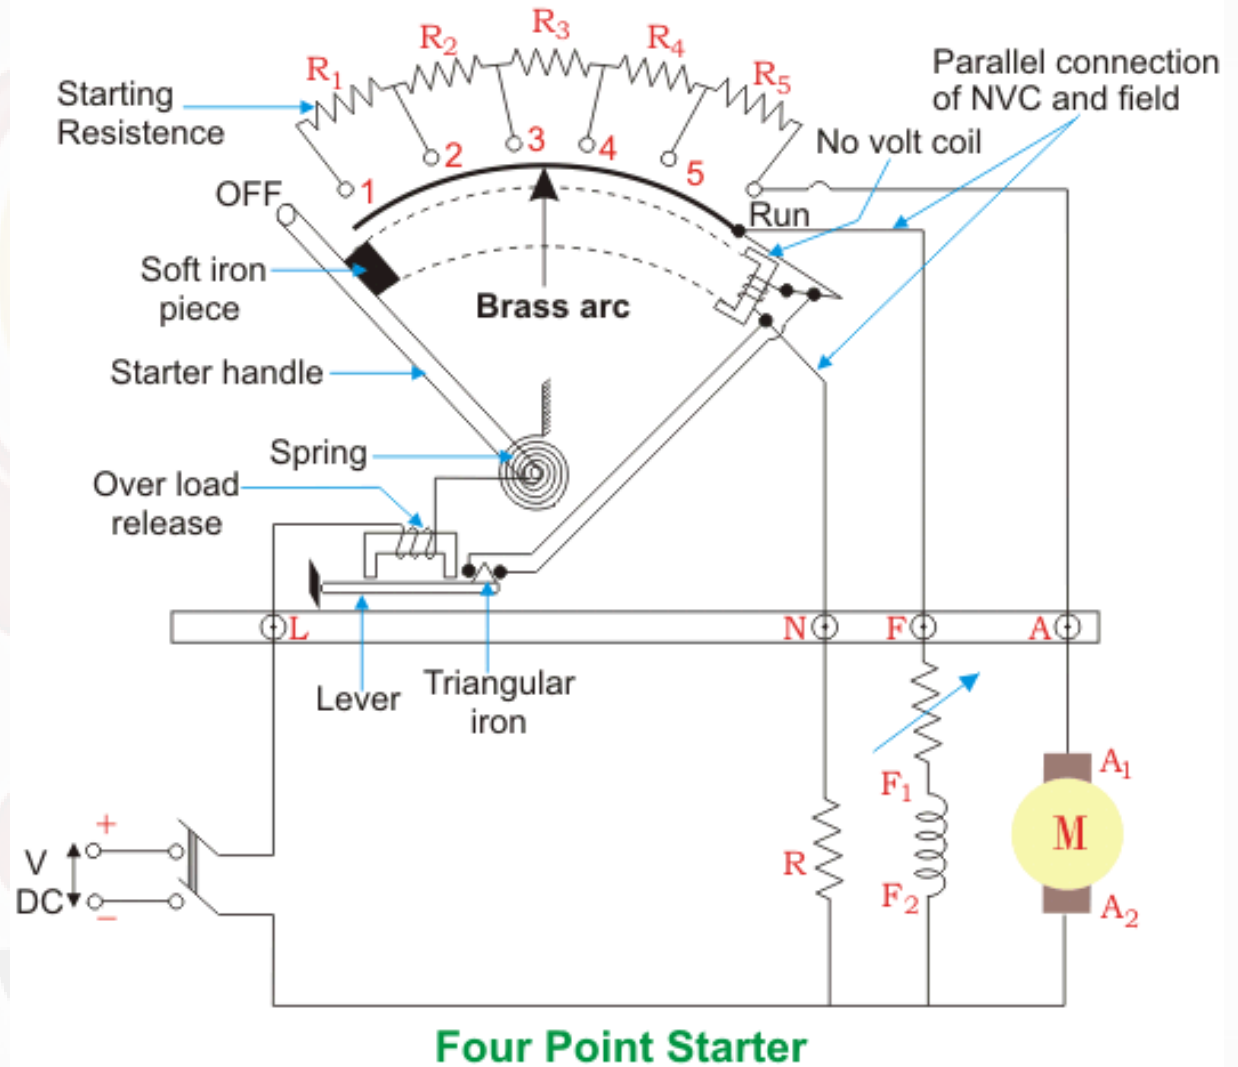 R1
R2
R3
R4
R5
Parallel connection
of NVC and field
Starting
Resistence
No volt coil
1
2
3
4
5
OFF
Run
Soft iron
piece
Brass arc
Starter handle
Spring
Over load
release
L
N
F
A
Lever
Triangular
iron
A1
F1
+
V
DC
−
M
R
F2
A2
Four Point Starter